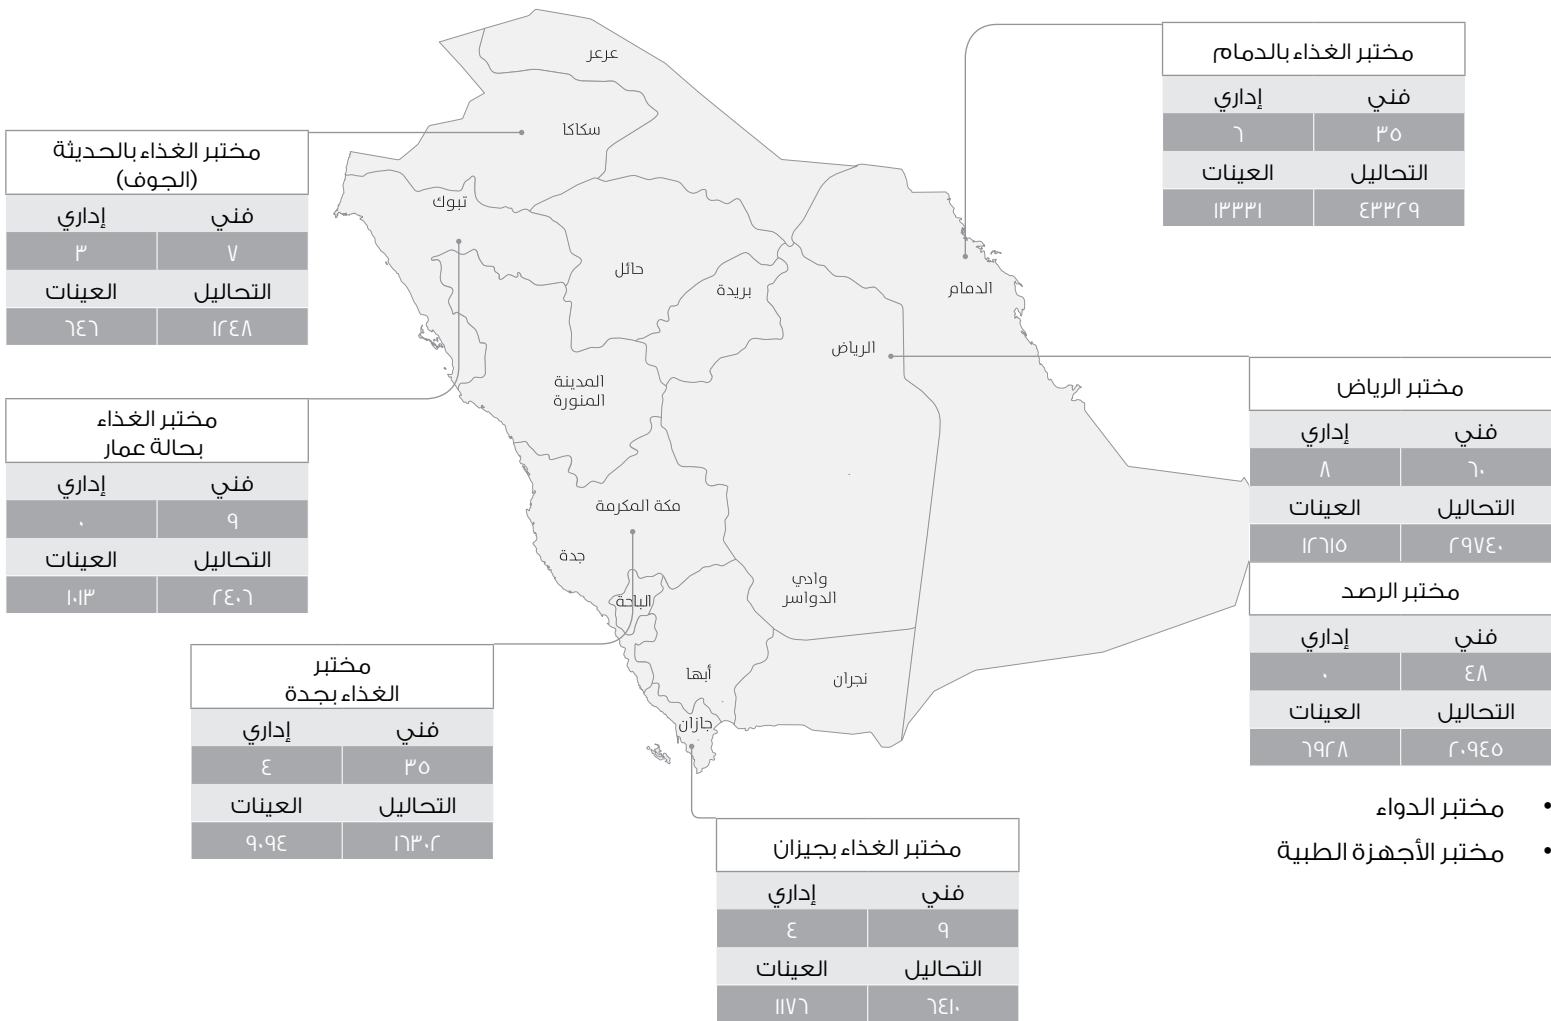 مختبر الغذاء بالدمام
فني إداري
٣٥ ٦
التحاليل العينات
٤٣٣٢٩ ١٣٣٣١
مختبر الرياض
فني إداري
٦٠ ٨
التحاليل العينات
٢٩٧٤٠ ١٢٦١٥
مختبر الرصد
فني إداري
٤٨ ٠
التحاليل العينات
٢٠٩٤٥ ٦٩٢٨
• مختبر الدواء
• مختبر الأجهزة الطبية
عرعر
سكاكا
تبوك
حائل
بريدة
الدمام
الرياض
المدينة
المنورة
مكة المكرمة
جدة
وادي
الدواسر
الباحة
أبها
نجران
جازان
مختبر الغذاء بالحديثة
(الجوف)
فني إداري
٧ ٣
التحاليل العينات
١٢٤٨ ٦٤٦
مختبر الغذاء
بحالة عمار
فني إداري
٩ ٠
التحاليل العينات
٢٤٠٦ ١٠١٣
مختبر
الغذاء بجدة
فني إداري
٣٥ ٤
التحاليل العينات
١٦٣٠٢ ٩٠٩٤
مختبر الغذاء بجيزان
فني إداري
٩ ٤
التحاليل العينات
٦٤١٠ ١١٧٦